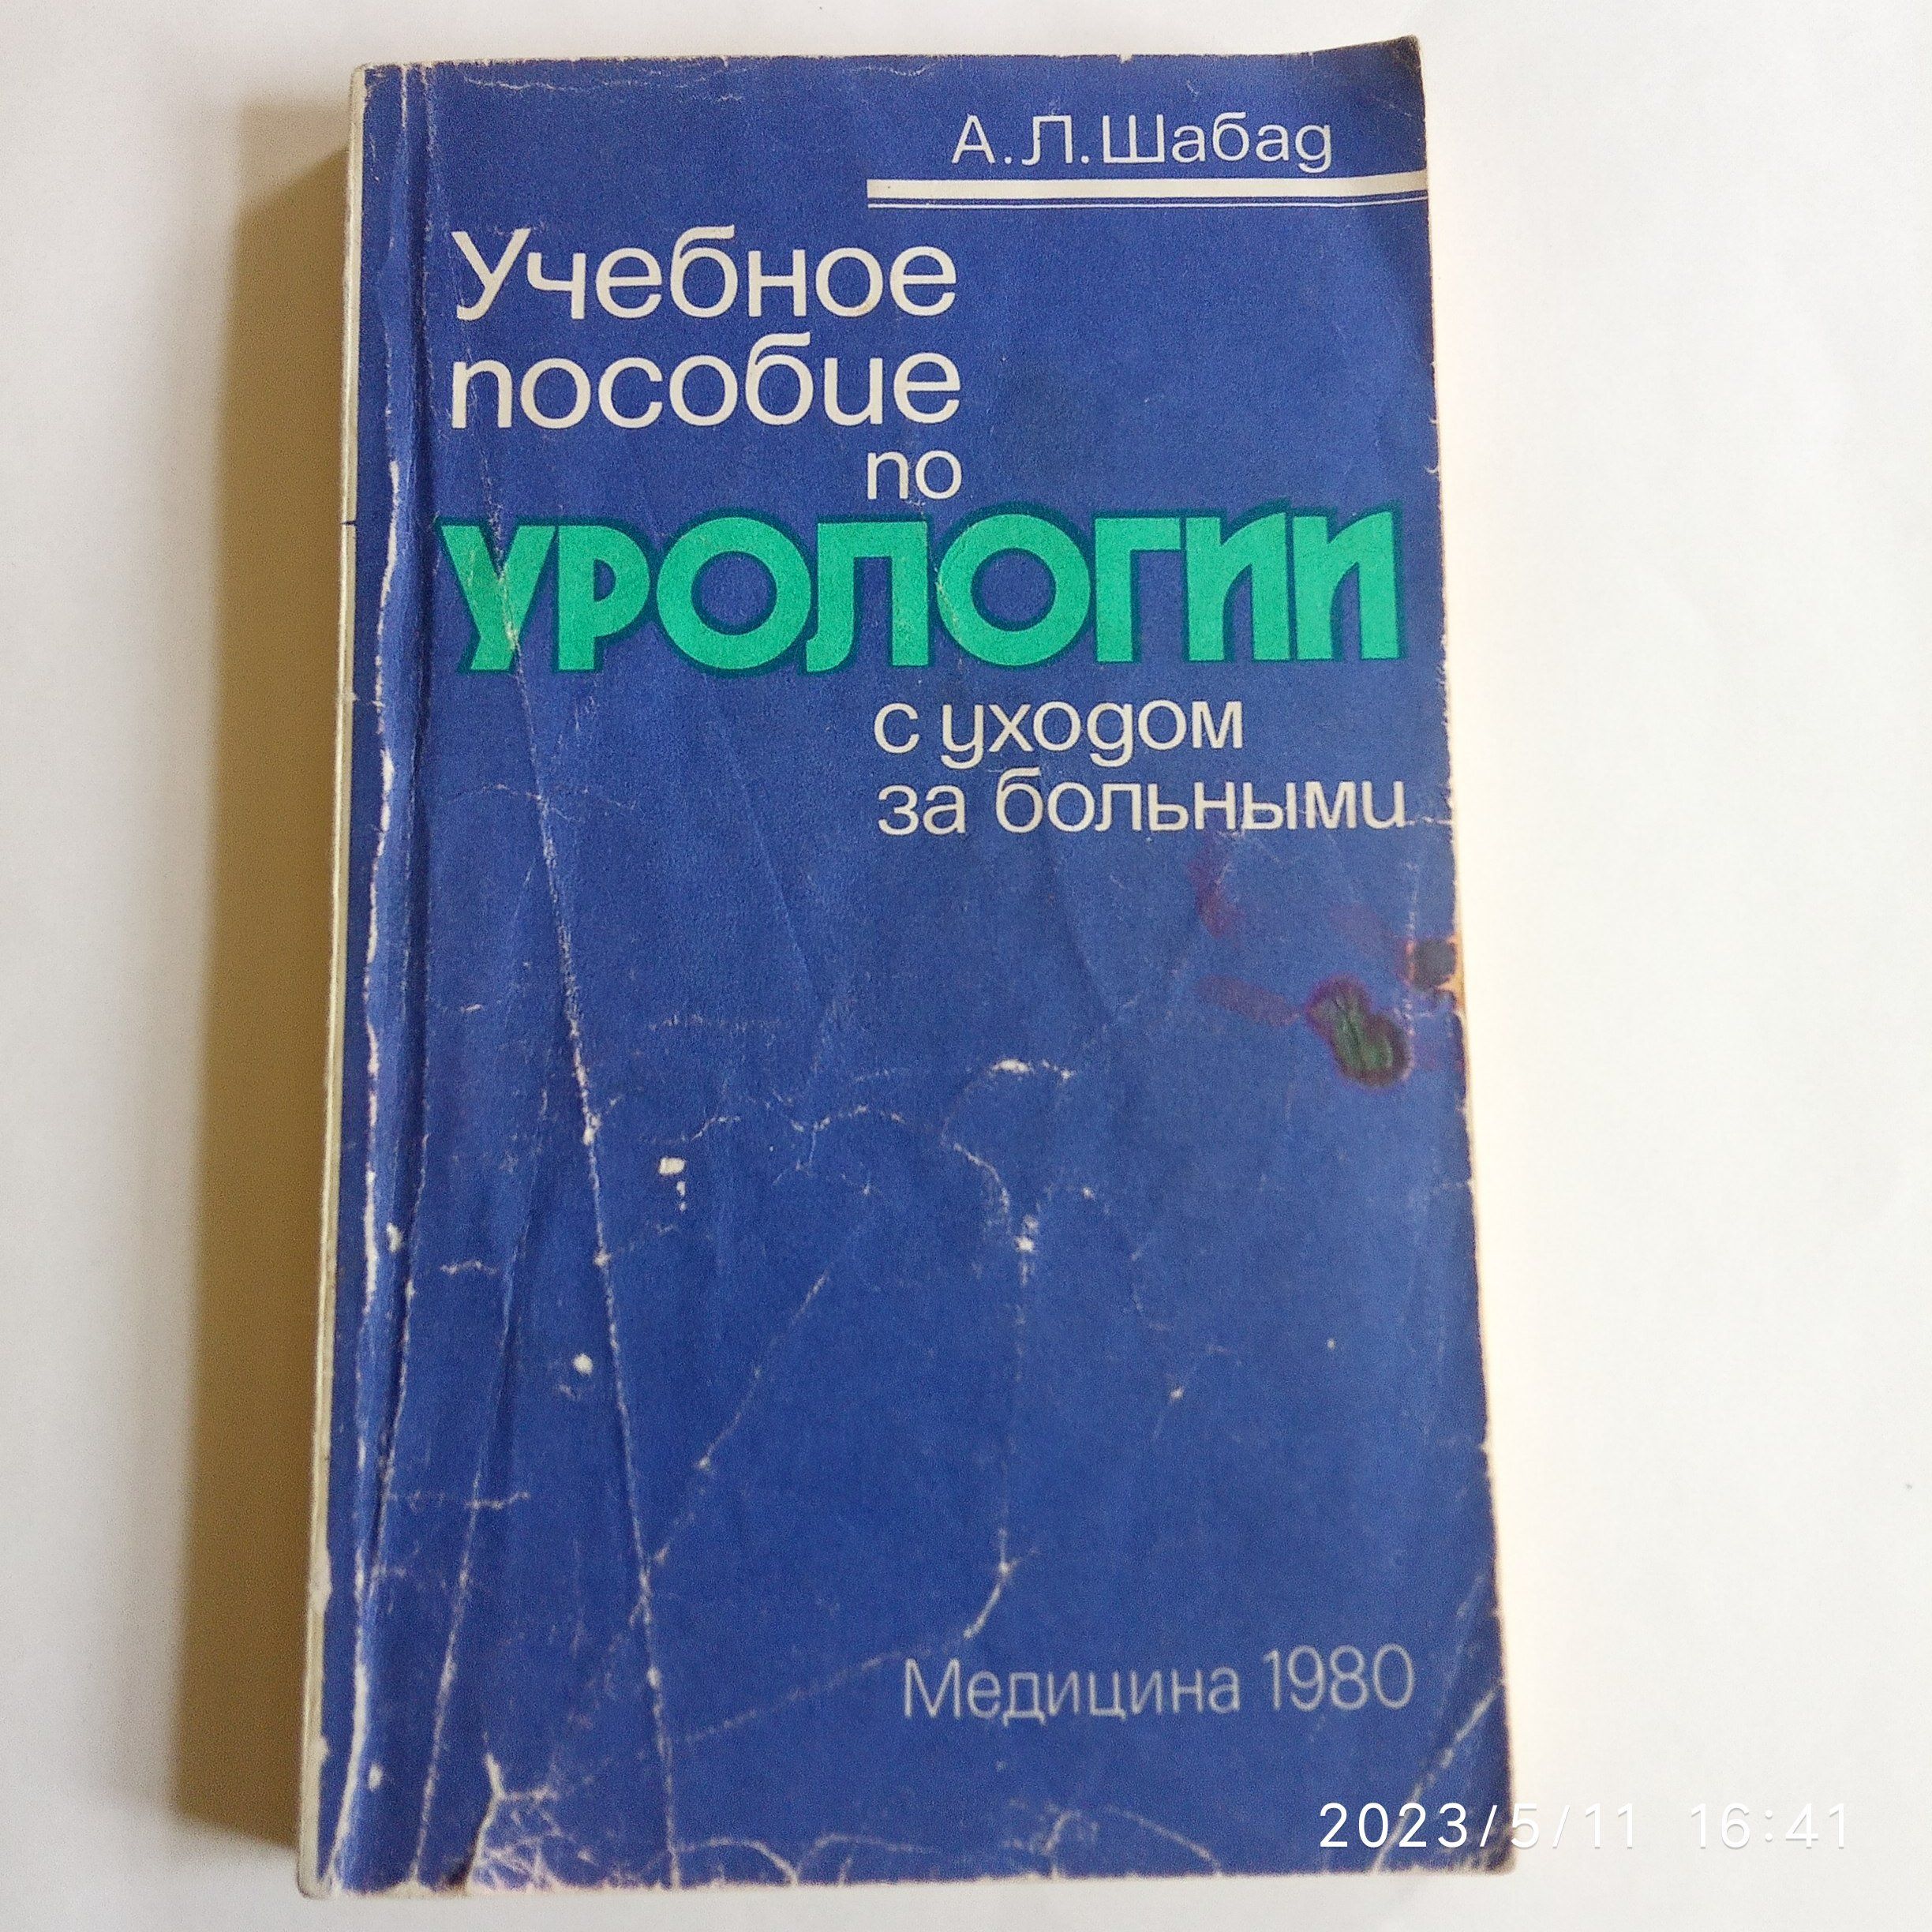 А.Л.Шабад
Учебное
пособие
по
УРОЛОГИИ
с уходом
за больными
Медицина 1980
2023/5/11 16:41